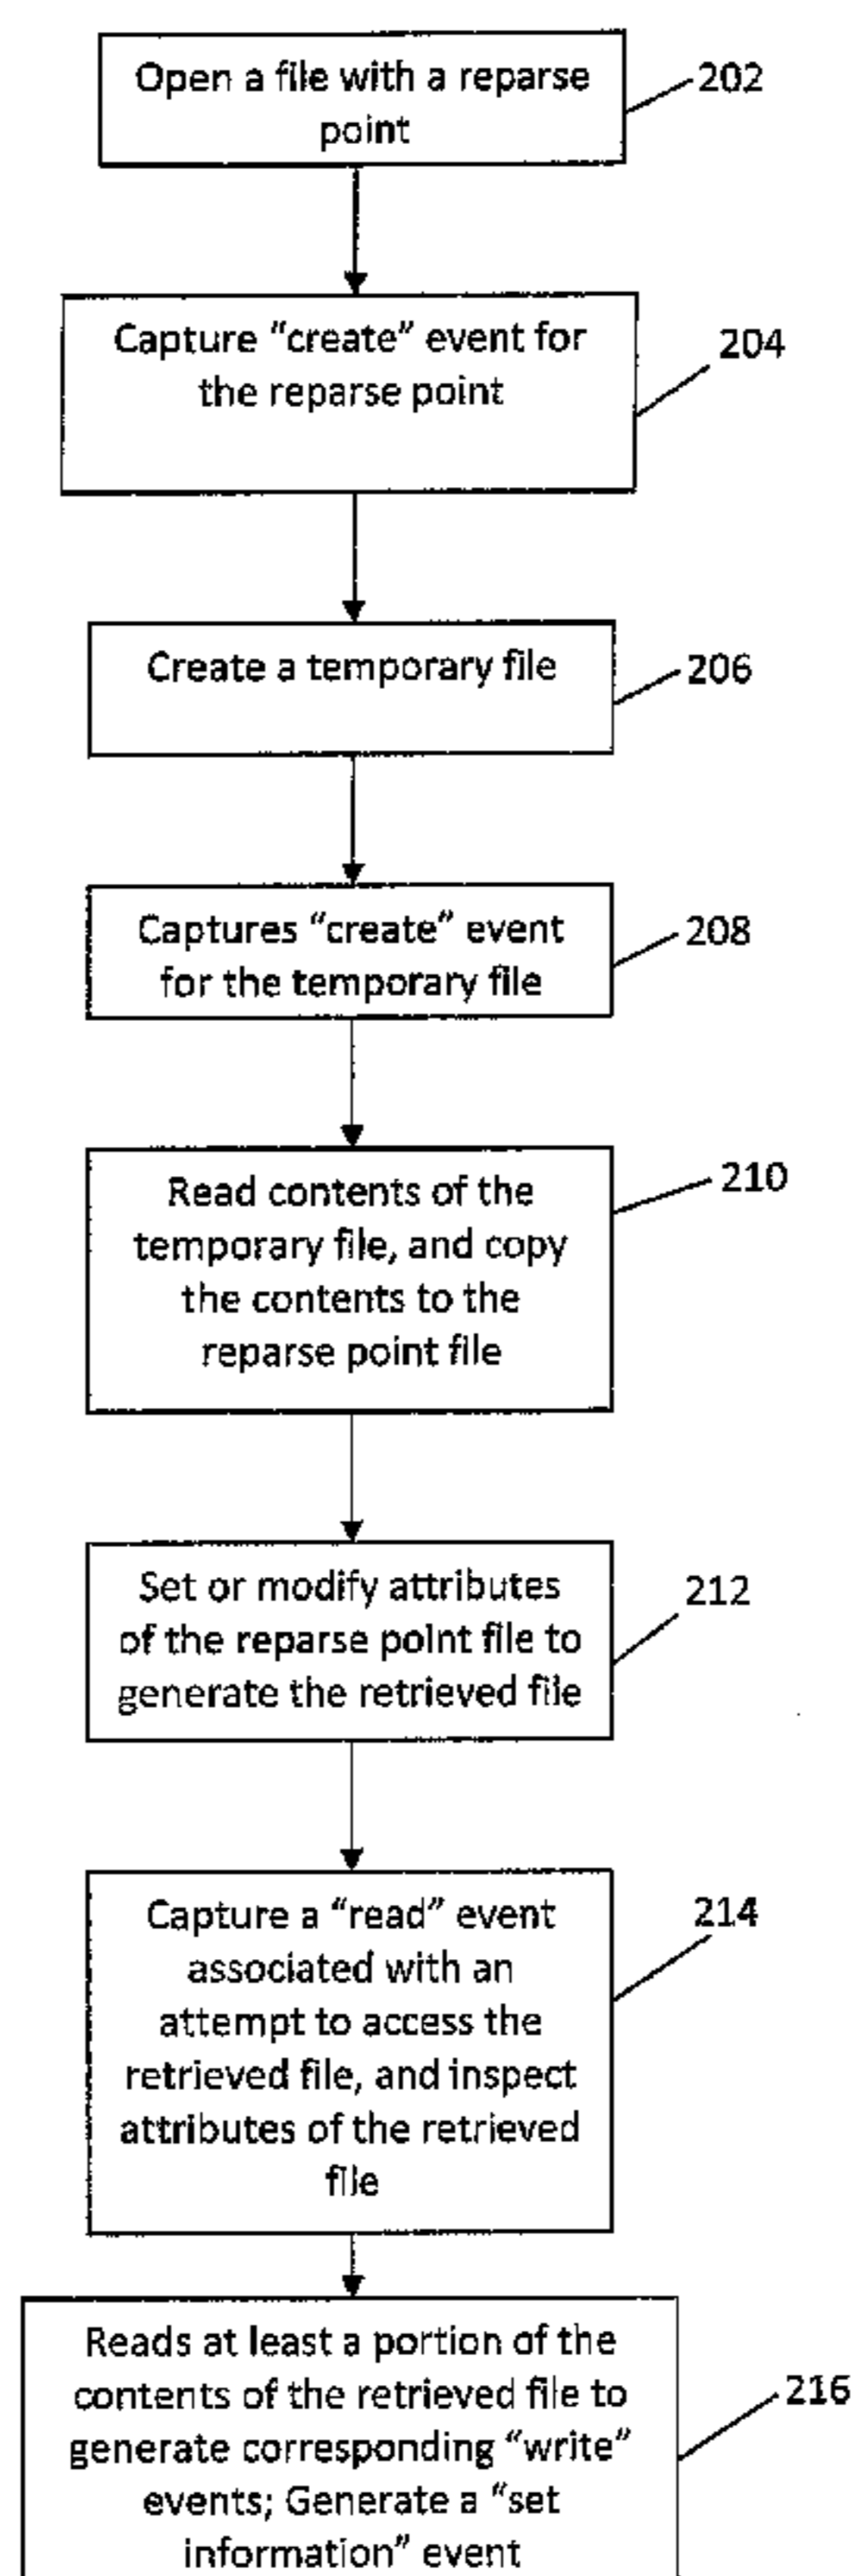 Open a file with a reparse
point
202
Capture “create” event for
the reparse point
204
Create a temporary file
206
Captures “create” event
for the temporary file
208
Read contents of the
temporary file, and copy
the contents to the
reparse point file
210
Set or modify attributes
of the reparse point file to
generate the retrieved file
212
Capture a “read” event
associated with an
attempt to access the
retrieved file, and inspect
attributes of the retrieved
file
214
Reads at least a portion of the
contents of the retrieved file to
generate corresponding “write”
events; Generate a “set
information” event
216